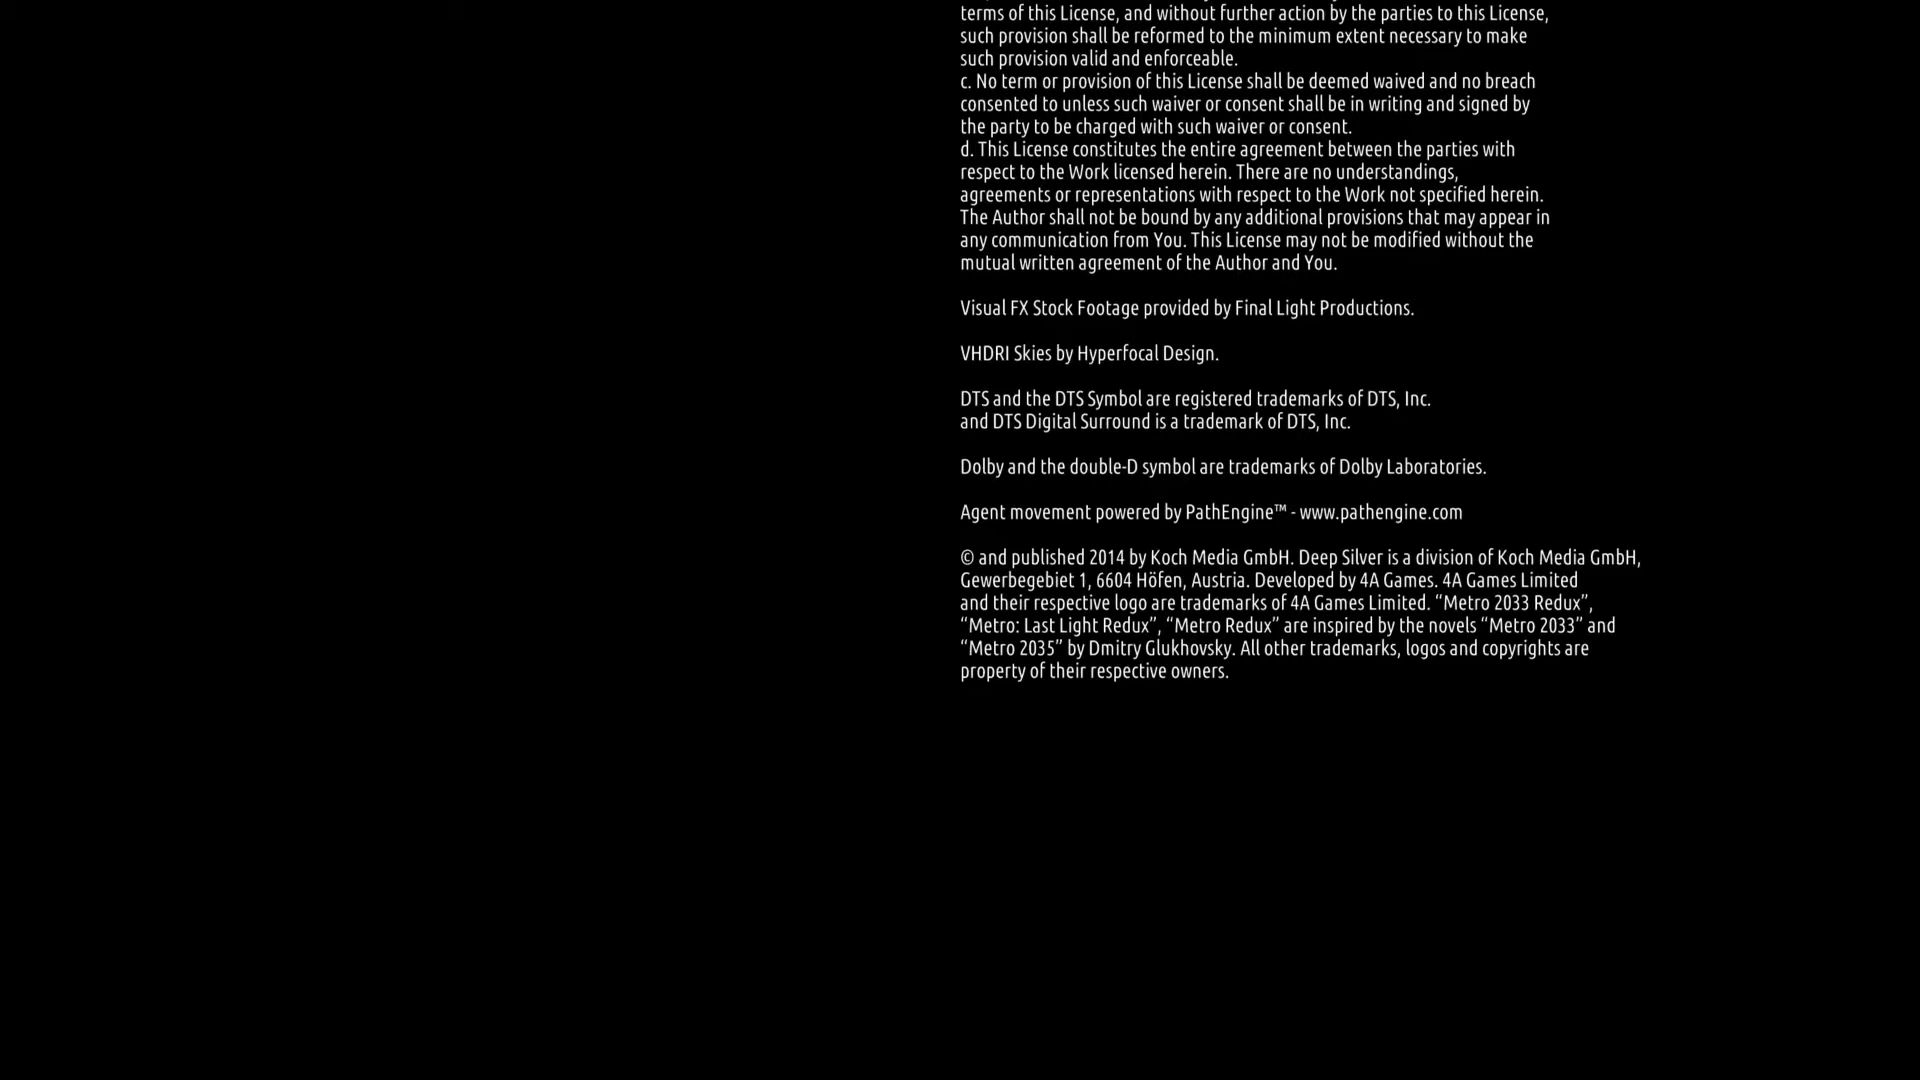 terms of this License, and without further action by the parties to this License,
such provision shall be reformed to the minimum extent necessary to make
such provision valid and enforceable.
c. No term or provision of this License shall be deemed waived and no breach
consented to unless such waiver or consent shall be in writing and signed by
the party to be charged with such waiver or consent.
d. This License constitutes the entire agreement between the parties with
respect to the Work licensed herein. There are no understandings,
agreements or representations with respect to the Work not specified herein.
The Author shall not be bound by any additional provisions that may appear in
any communication from You. This License may not be modified without the
mutual written agreement of the Author and You.
Visual FX Stock Footage provided by Final Light Productions.
VHDRI Skies by Hyperfocal Design.
DTS and the DTS Symbol are registered trademarks of DTS, Inc.
and DTS Digital Surround is a trademark of DTS, Inc.
Dolby and the double-D symbol are trademarks of Dolby Laboratories.
Agent movement powered by PathEngine™ - www.pathengine.com
© and published 2014 by Koch Media GmbH. Deep Silver is a division of Koch Media GmbH,
Gewerbegebiet 1, 6604 Höfen, Austria. Developed by 4A Games. 4A Games Limited
and their respective logo are trademarks of 4A Games Limited. “Metro 2033 Redux”,
“Metro: Last Light Redux”, “Metro Redux” are inspired by the novels “Metro 2033” and
“Metro 2035” by Dmitry Glukhovsky. All other trademarks, logos and copyrights are
property of their respective owners.